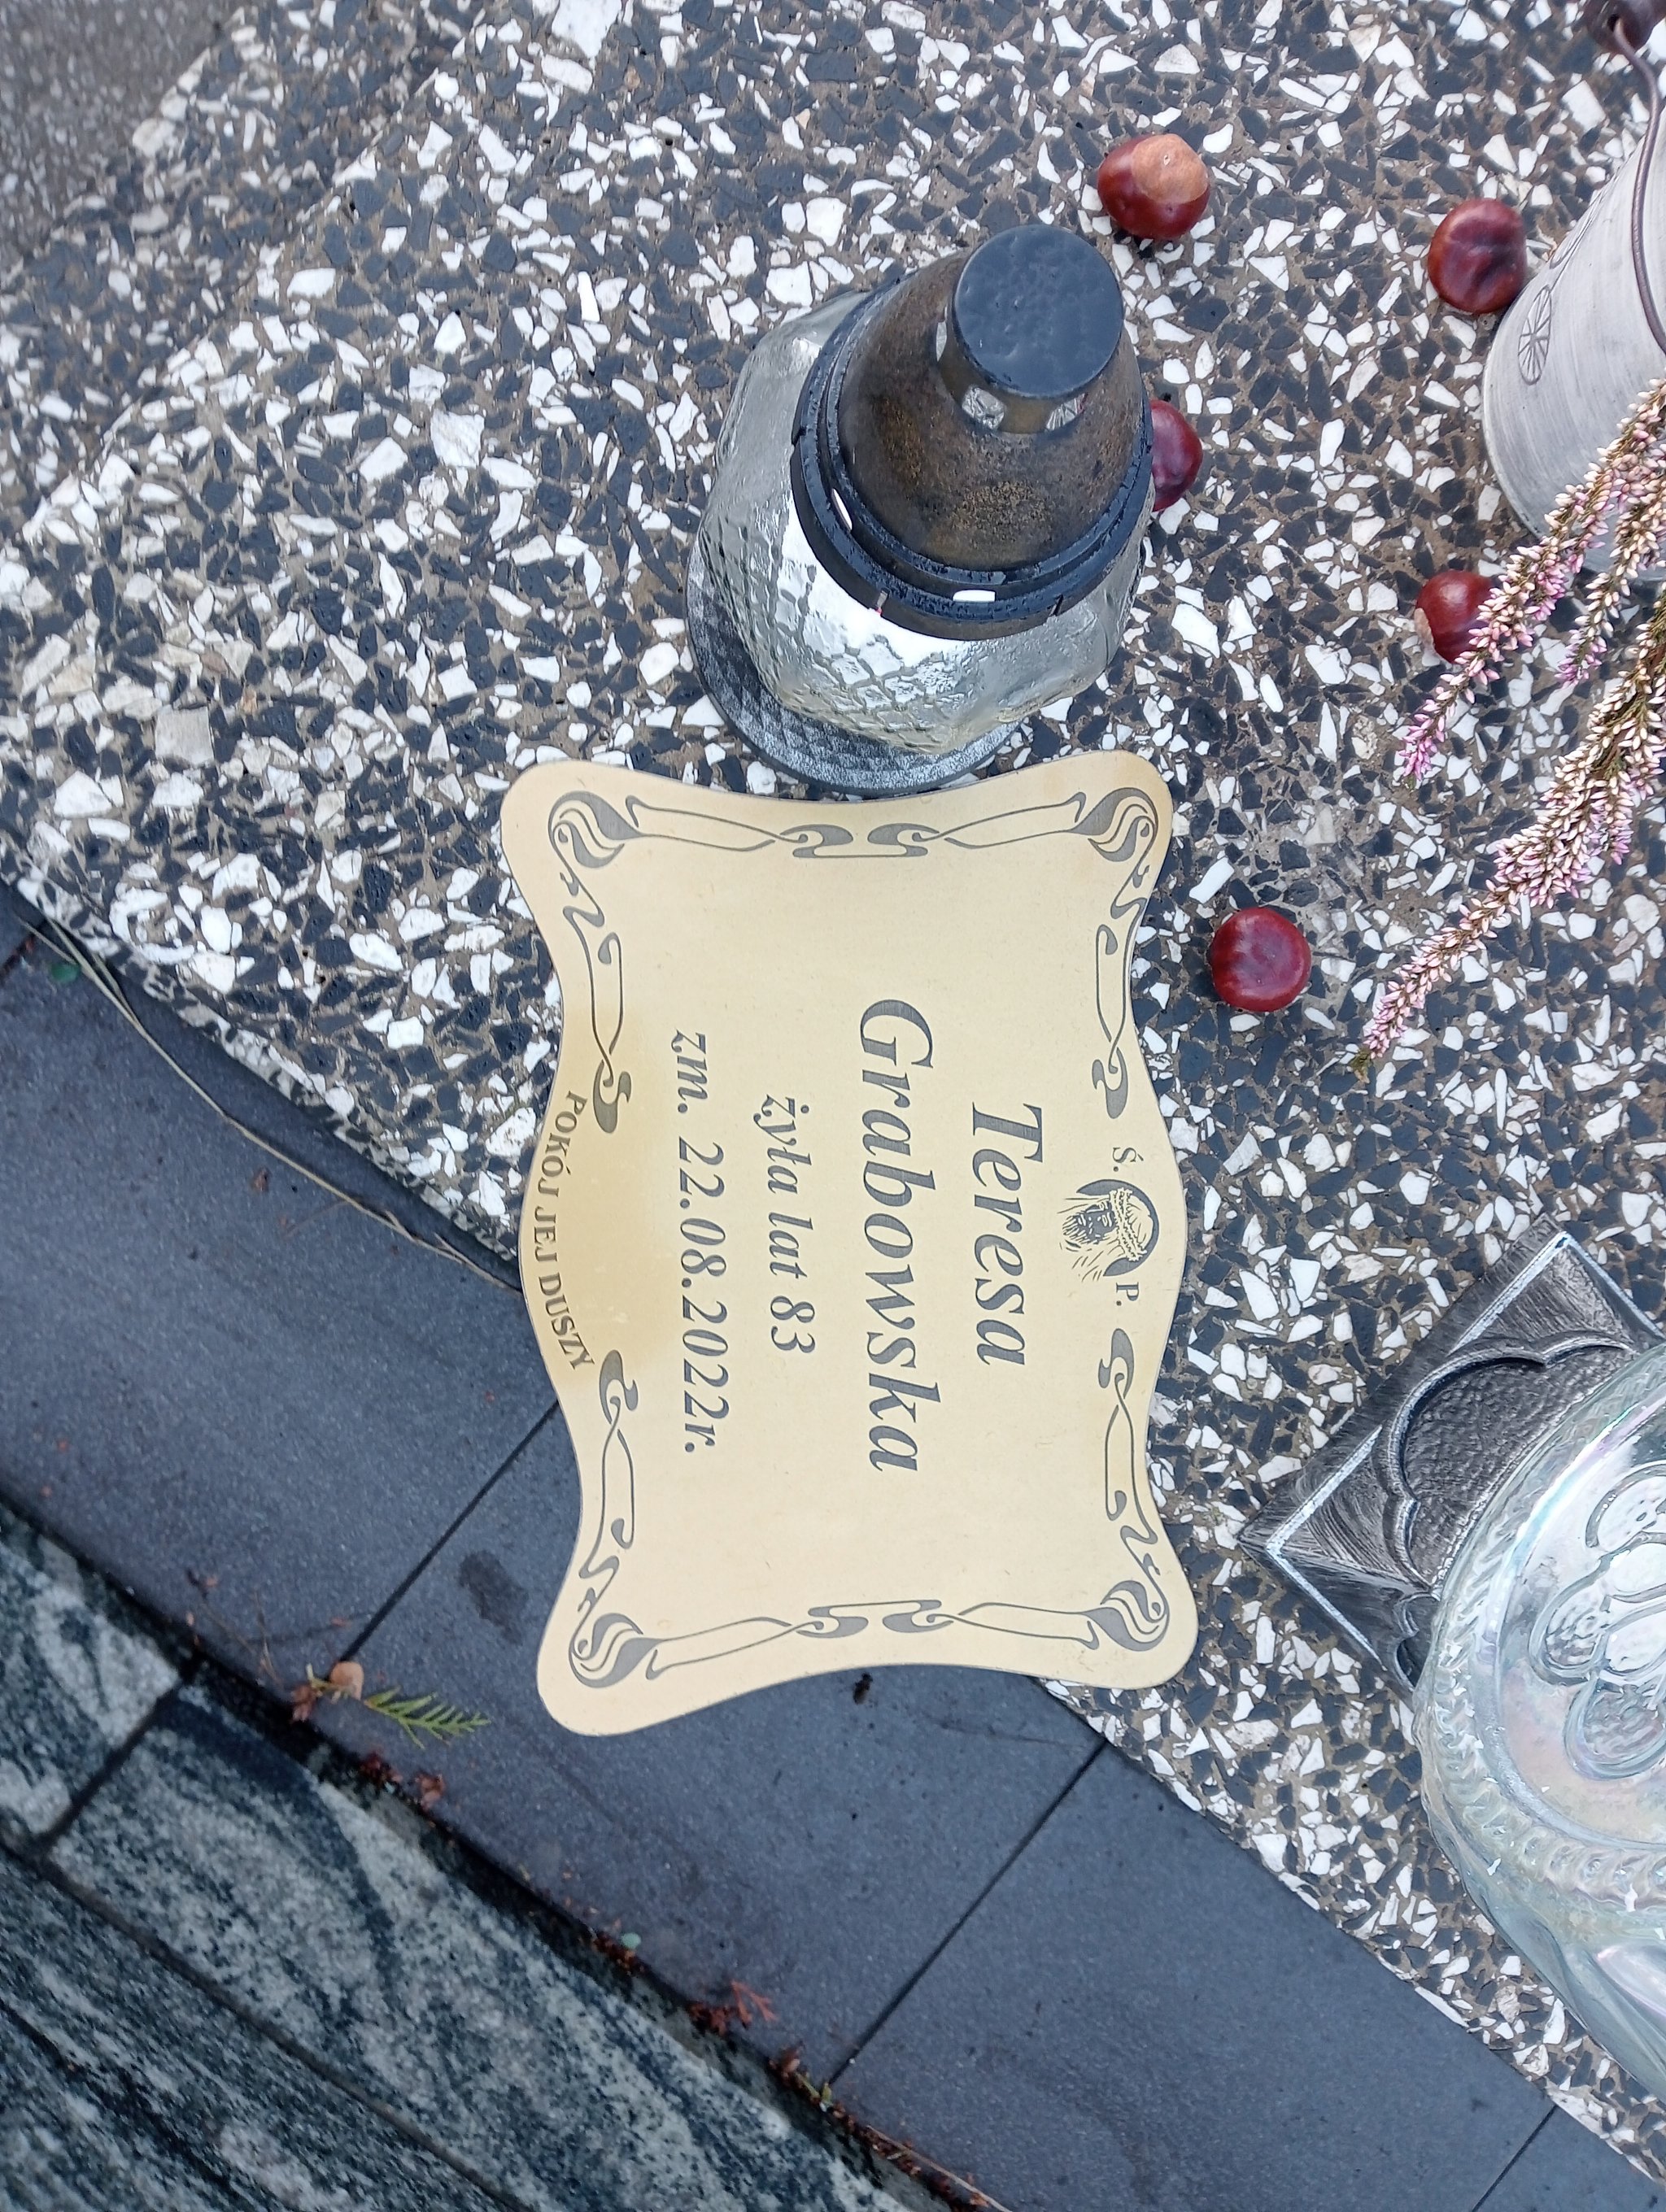 Ś. P.
Teresa
Grabowska
żyła lat 83
zm. 22.08.2022r.
POKÓJ JEJ DUSZY